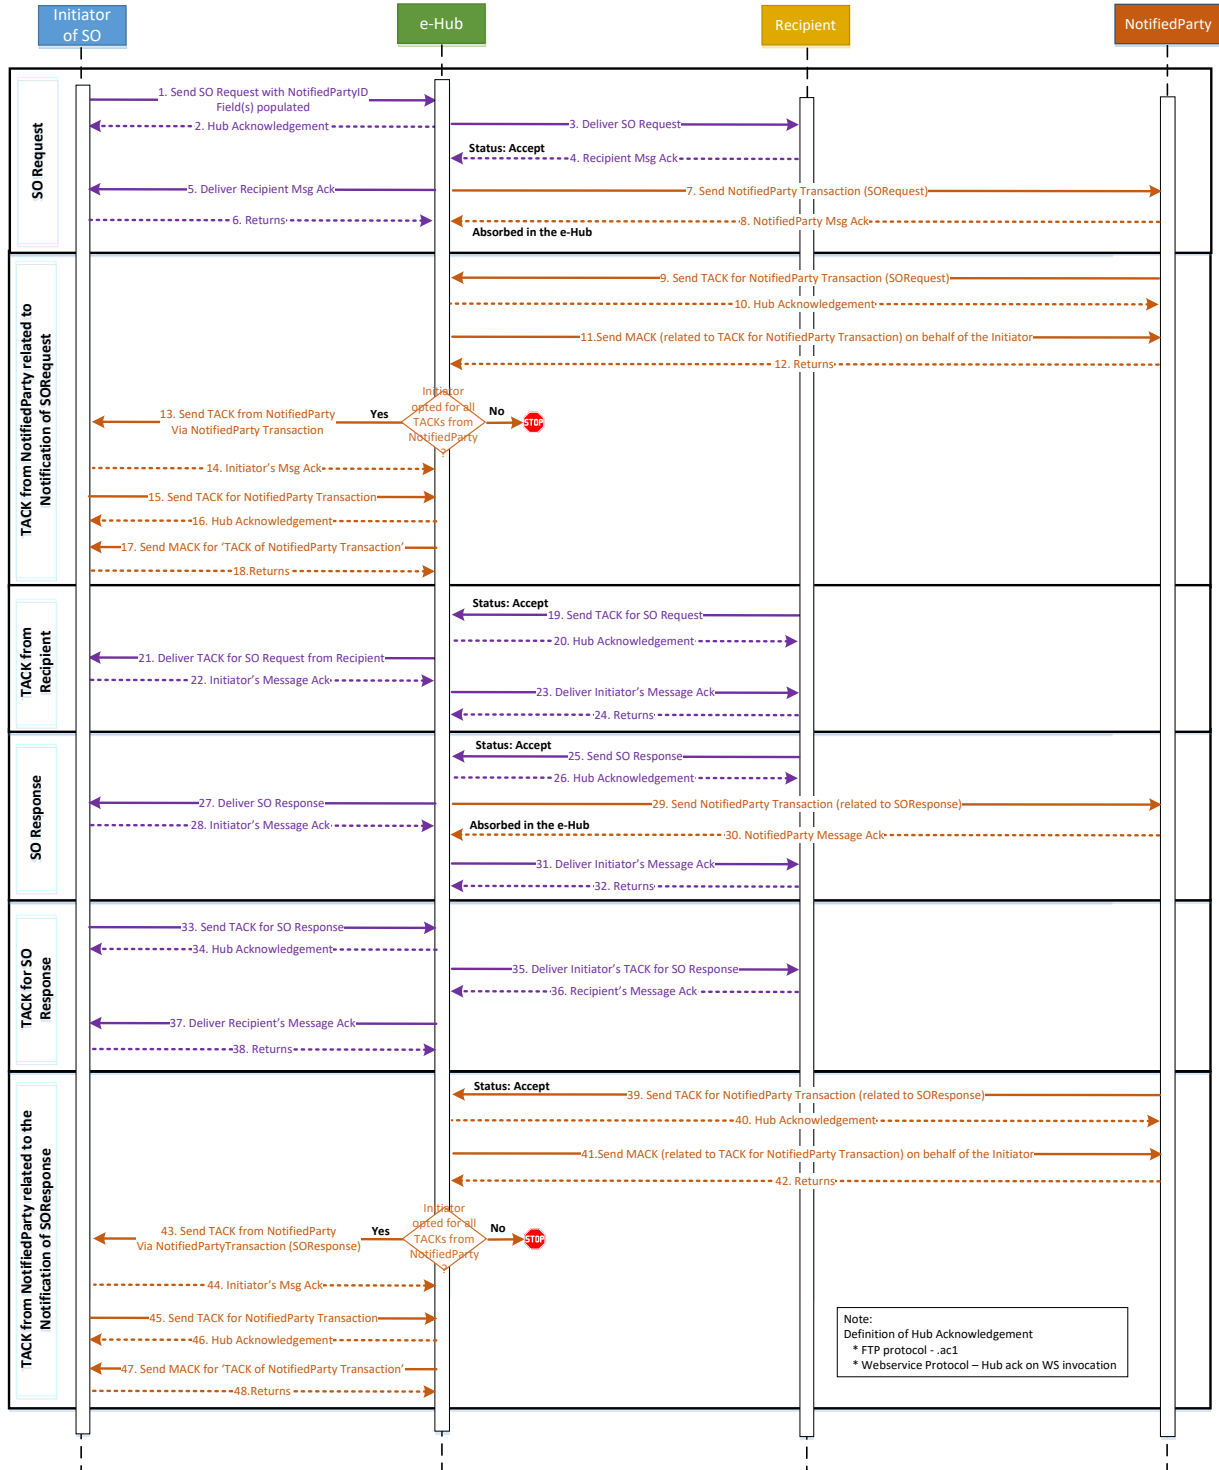 Initiator
of SO
e-Hub
Recipient
NotifiedParty
SO Request
1. Send SO Request with NotifiedPartyID
Field(s) populated
2. Hub Acknowledgement
3. Deliver SO Request
Status: Accept
4. Recipient Msg Ack
5. Deliver Recipient Msg Ack
7. Send NotifiedParty Transaction (SORequest)
6. Returns
8. NotifiedParty Msg Ack
Absorbed in the e-Hub
TACK from NotifiedParty related to
Notification of SORequest
9. Send TACK for NotifiedParty Transaction (SORequest)
10. Hub Acknowledgement
11.Send MACK (related to TACK for NotifiedParty Transaction) on behalf of the Initiator
12. Returns
Initiator
opted for all
TACKs from
NotifiedParty
?
Yes
No
STOP
13. Send TACK from NotifiedParty
Via NotifiedParty Transaction
14. Initiator's Msg Ack
15. Send TACK for NotifiedParty Transaction
16. Hub Acknowledgement
17. Send MACK for 'TACK of NotifiedParty Transaction'
18.Returns
TACK from
Recipient
Status: Accept
19. Send TACK for SO Request
20. Hub Acknowledgement
21. Deliver TACK for SO Request from Recipient
22. Initiator's Message Ack
23. Deliver Initiator's Message Ack
24. Returns
SO Response
Status: Accept
25. Send SO Response
26. Hub Acknowledgement
27. Deliver SO Response
29. Send NotifiedParty Transaction (related to SOResponse)
28. Initiator's Message Ack
Absorbed in the e-Hub
30. NotifiedParty Message Ack
31. Deliver Initiator's Message Ack
32. Returns
TACK for SO
Response
33. Send TACK for SO Response
34. Hub Acknowledgement
35. Deliver Initiator's TACK for SO Response
36. Recipient's Message Ack
37. Deliver Recipient's Message Ack
38. Returns
TACK from NotifiedParty related to the
Notification of SOResponse
Status: Accept
39. Send TACK for NotifiedParty Transaction (related to SOResponse)
40. Hub Acknowledgement
41.Send MACK (related to TACK for NotifiedParty Transaction) on behalf of the Initiator
42. Returns
Initiator
opted for all
TACKs from
NotifiedParty
?
Yes
No
STOP
43. Send TACK from NotifiedParty
Via NotifiedPartyTransaction (SOResponse)
44. Initiator's Msg Ack
45. Send TACK for NotifiedParty Transaction
46. Hub Acknowledgement
47. Send MACK for 'TACK of NotifiedParty Transaction'
48.Returns
Note:
Definition of Hub Acknowledgement
* FTP protocol - .ac1
* Webservice Protocol – Hub ack on WS invocation